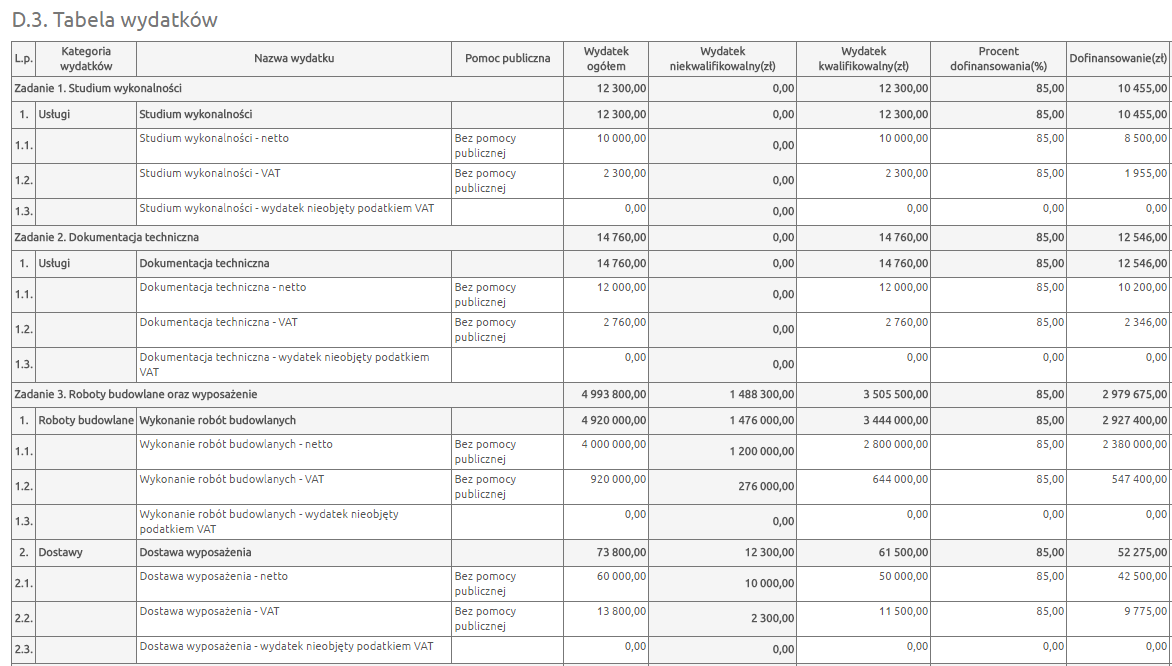 D.3. Tabela wydatków
L.p. Kategoria wydatków Nazwa wydatku Pomoc publiczna Wydatek ogółem Wydatek niekwalifikowalny(zł) Wydatek kwalifikowalny(zł) Procent dofinansowania(%) Dofinansowanie(zł)
Zadanie 1. Studium wykonalności 12 300,00 0,00 12 300,00 85,00 10 455,00
1. Usługi Studium wykonalności 12 300,00 0,00 12 300,00 85,00 10 455,00
1.1. Studium wykonalności - netto Bez pomocy publicznej 10 000,00 0,00 10 000,00 85,00 8 500,00
1.2. Studium wykonalności - VAT Bez pomocy publicznej 2 300,00 0,00 2 300,00 85,00 1 955,00
1.3. Studium wykonalności - wydatek nieobjęty podatkiem VAT 0,00 0,00 0,00 0,00 0,00
Zadanie 2. Dokumentacja techniczna 14 760,00 0,00 14 760,00 85,00 12 546,00
1. Usługi Dokumentacja techniczna 14 760,00 0,00 14 760,00 85,00 12 546,00
1.1. Dokumentacja techniczna - netto Bez pomocy publicznej 12 000,00 0,00 12 000,00 85,00 10 200,00
1.2. Dokumentacja techniczna - VAT Bez pomocy publicznej 2 760,00 0,00 2 760,00 85,00 2 346,00
1.3. Dokumentacja techniczna - wydatek nieobjęty podatkiem VAT 0,00 0,00 0,00 0,00 0,00
Zadanie 3. Roboty budowlane oraz wyposażenie 4 993 800,00 1 488 300,00 3 505 500,00 85,00 2 979 675,00
1. Roboty budowlane Wykonanie robót budowlanych 4 920 000,00 1 476 000,00 3 444 000,00 85,00 2 927 400,00
1.1. Wykonanie robót budowlanych - netto Bez pomocy publicznej 4 000 000,00 1 200 000,00 2 800 000,00 85,00 2 380 000,00
1.2. Wykonanie robót budowlanych - VAT Bez pomocy publicznej 920 000,00 276 000,00 644 000,00 85,00 547 400,00
1.3. Wykonanie robót budowlanych - wydatek nieobjęty podatkiem VAT 0,00 0,00 0,00 0,00 0,00
2. Dostawy Dostawa wyposażenia 73 800,00 12 300,00 61 500,00 85,00 52 275,00
2.1. Dostawa wyposażenia - netto Bez pomocy publicznej 60 000,00 10 000,00 50 000,00 85,00 42 500,00
2.2. Dostawa wyposażenia - VAT Bez pomocy publicznej 13 800,00 2 300,00 11 500,00 85,00 9 775,00
2.3. Dostawa wyposażenia - wydatek nieobjęty podatkiem VAT 0,00 0,00 0,00 0,00 0,00